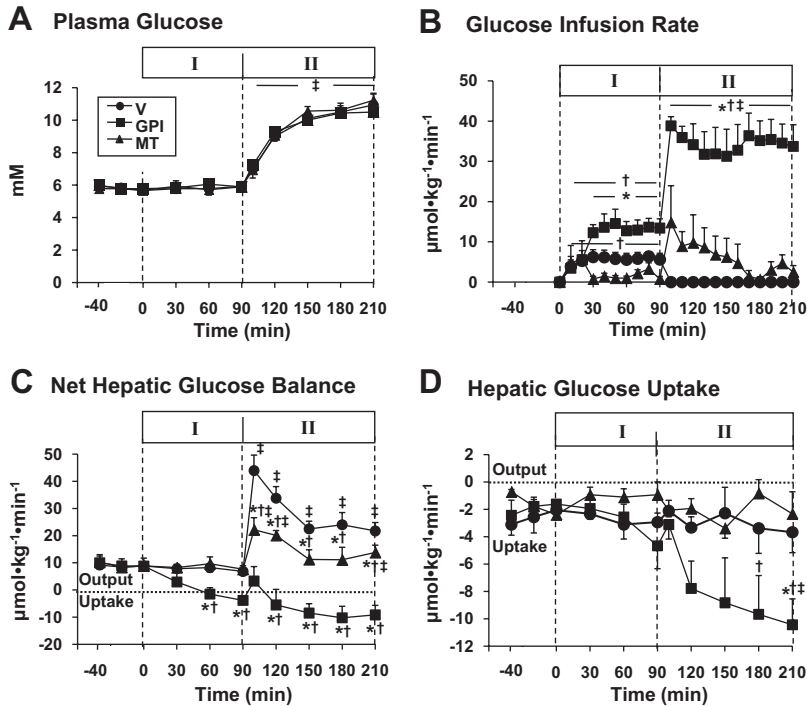 A Plasma Glucose
I II
‡
V
GPI
MT
mM
12
10
8
6
4
2
0
-40 0 30 60 90 120 150 180 210
Time (min)
B Glucose Infusion Rate
I II
*†‡
†
*
†
µmol•kg⁻¹•min⁻¹
50
40
30
20
10
0
-40 0 30 60 90 120 150 180 210
Time (min)
C Net Hepatic Glucose Balance
I II
‡
‡
‡ ‡ ‡
*†‡
*†‡
*† *†
*†‡
Output
Uptake
*† *† *† *† *† *†
µmol•kg⁻¹•min⁻¹
50
40
30
20
10
0
-10
-20
-40 0 30 60 90 120 150 180 210
Time (min)
D Hepatic Glucose Uptake
I II
Output
Uptake
†
*†‡
µmol•kg⁻¹•min⁻¹
2
0
-2
-4
-6
-8
-10
-12
-40 0 30 60 90 120 150 180 210
Time (min)